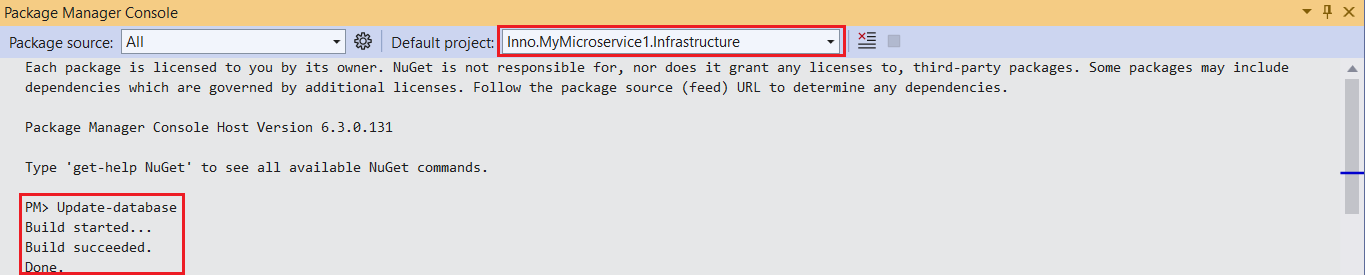 Package Manager Console
Package source: All Default project: Inno.MyMicroservice1.Infrastructure
Each package is licensed to you by its owner. NuGet is not responsible for, nor does it grant any licenses to, third-party packages. Some packages may include
dependencies which are governed by additional licenses. Follow the package source (feed) URL to determine any dependencies.
Package Manager Console Host Version 6.3.0.131
Type 'get-help NuGet' to see all available NuGet commands.
PM> Update-database
Build started...
Build succeeded.
Done.